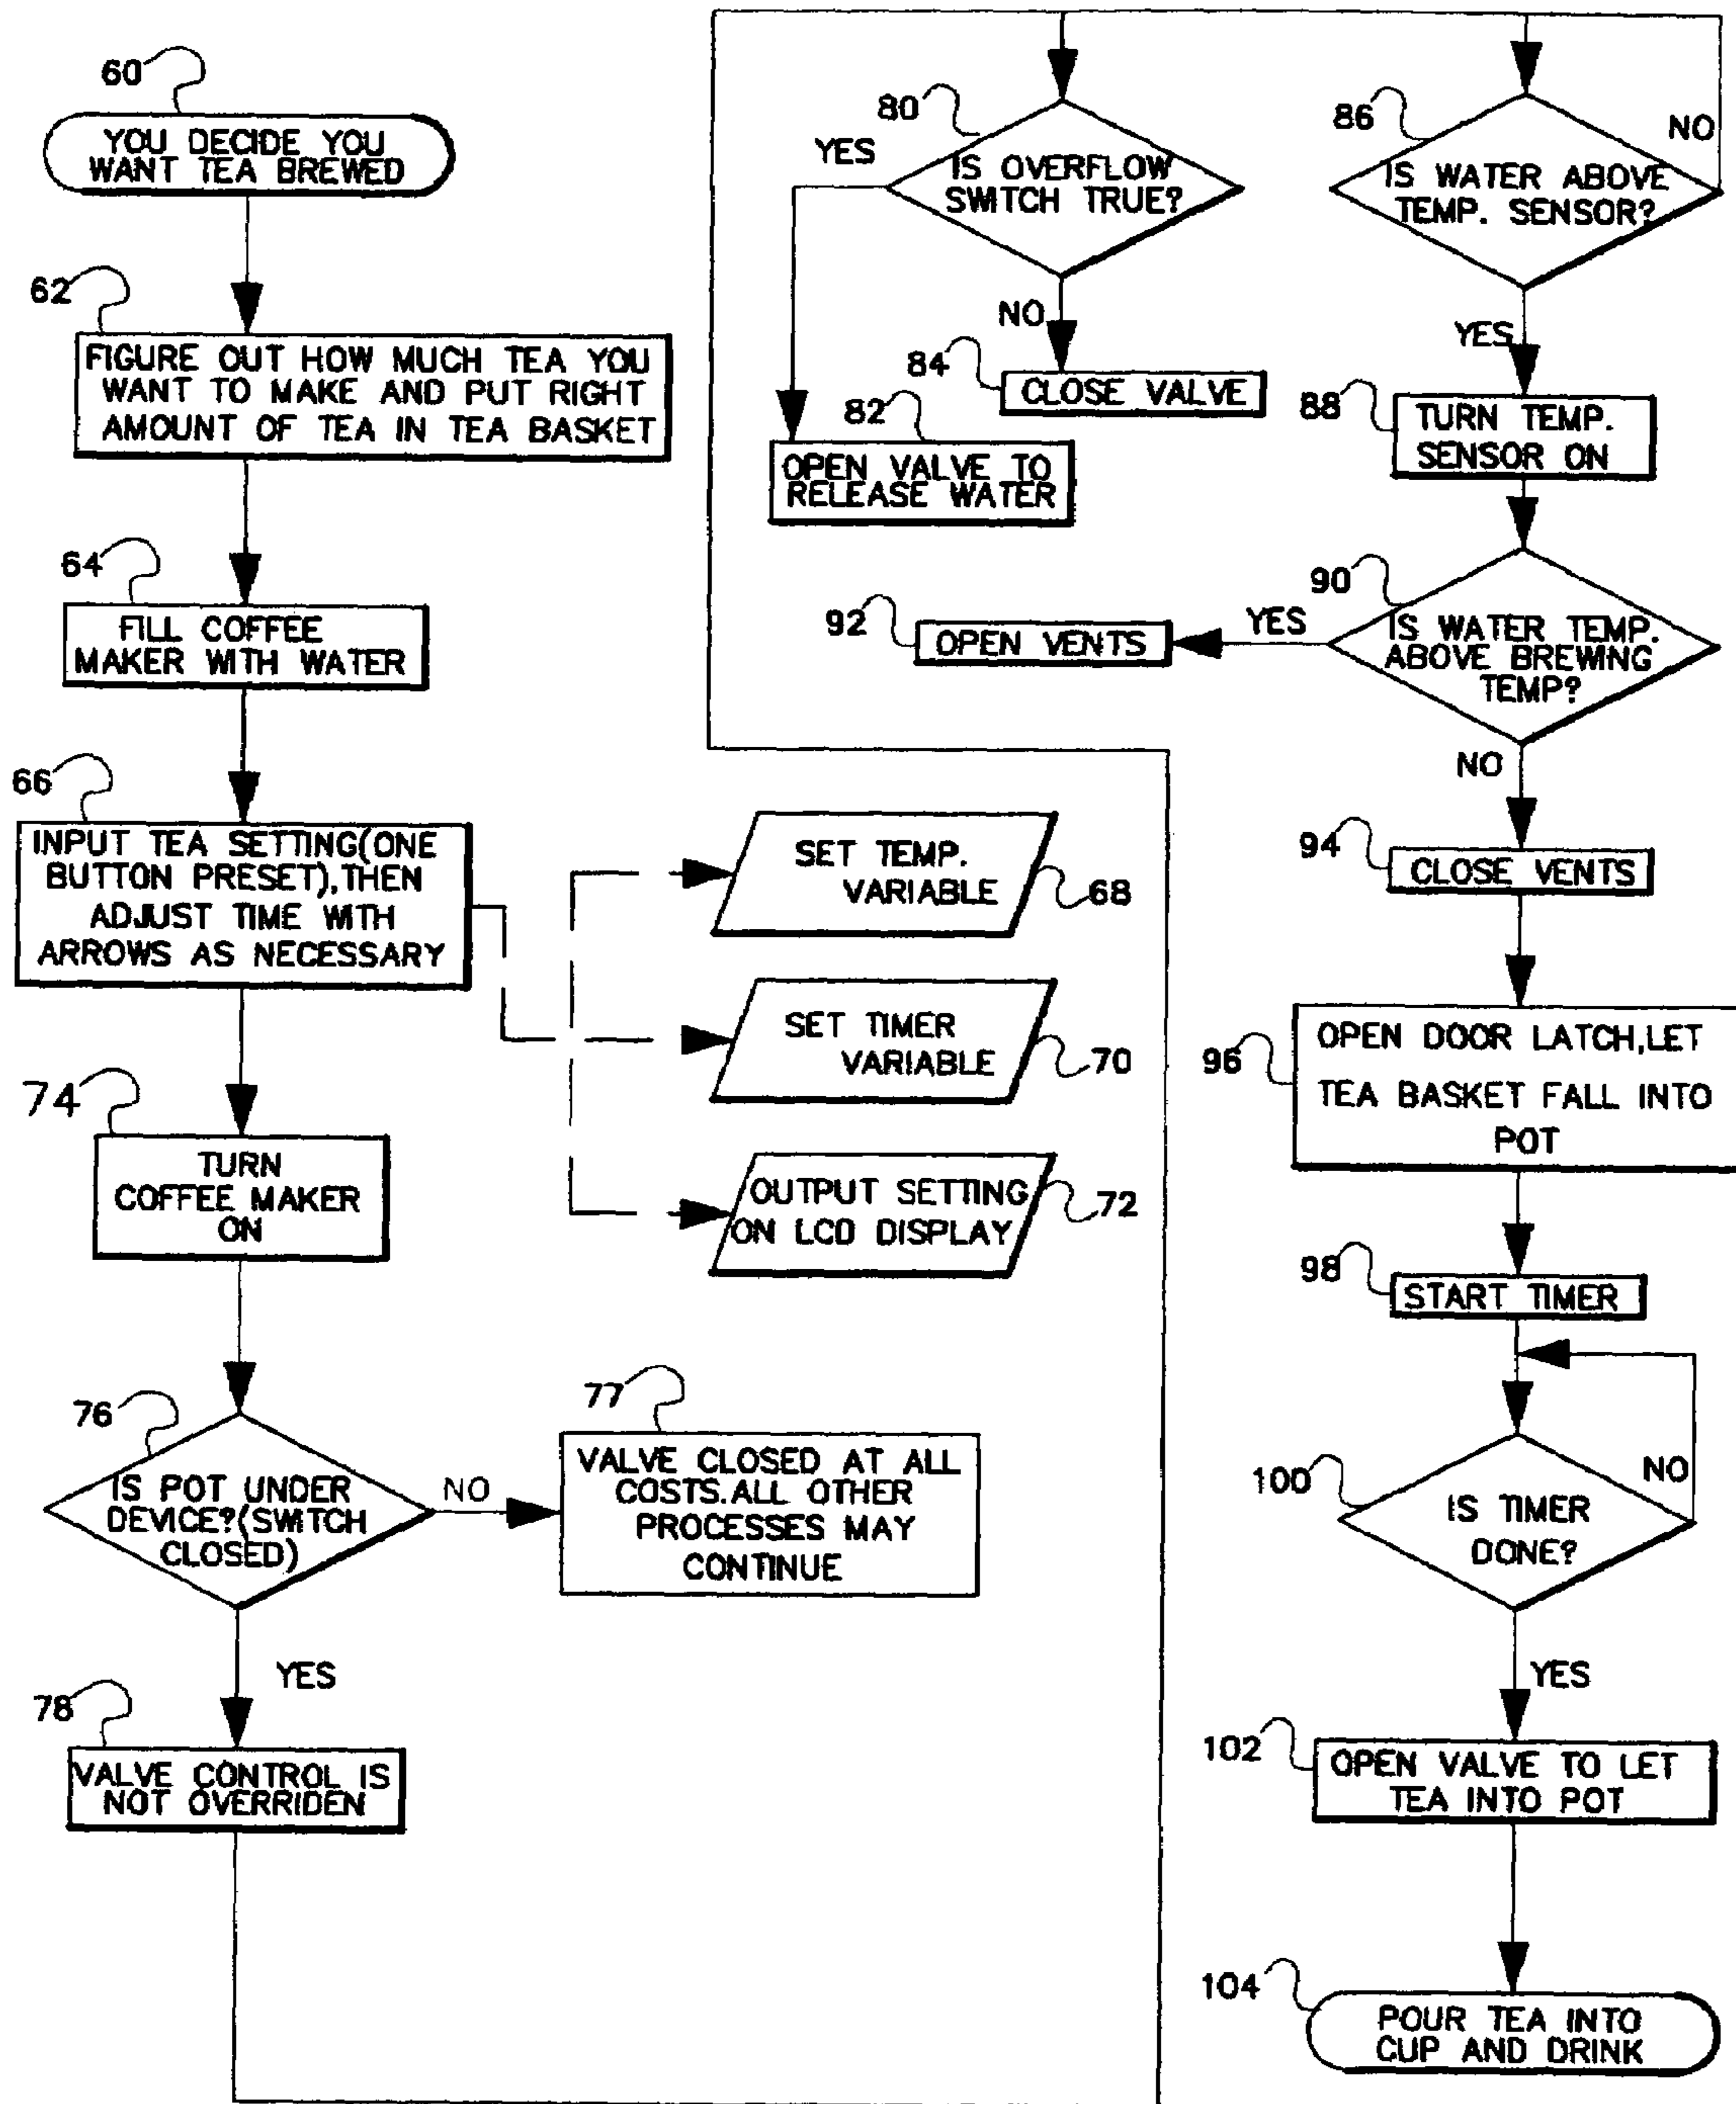 60
YOU DECIDE YOU
WANT TEA BREWED
62
FIGURE OUT HOW MUCH TEA YOU
WANT TO MAKE AND PUT RIGHT
AMOUNT OF TEA IN TEA BASKET
64
FILL COFFEE
MAKER WITH WATER
66
INPUT TEA SETTING(ONE
BUTTON PRESET),THEN
ADJUST TIME WITH
ARROWS AS NECESSARY
SET TEMP.
VARIABLE
68
SET TIMER
VARIABLE
70
OUTPUT SETTING
ON LCD DISPLAY
72
74
TURN
COFFEE MAKER
ON
76
IS POT UNDER
DEVICE?(SWITCH
CLOSED)
NO
77
VALVE CLOSED AT ALL
COSTS.ALL OTHER
PROCESSES MAY
CONTINUE
YES
78
VALVE CONTROL IS
NOT OVERRIDEN
80
YES
IS OVERFLOW
SWITCH TRUE?
NO
84
CLOSE VALVE
82
OPEN VALVE TO
RELEASE WATER
86
NO
IS WATER ABOVE
TEMP. SENSOR?
YES
88
TURN TEMP.
SENSOR ON
90
IS WATER TEMP.
ABOVE BREWING
TEMP?
YES
92
OPEN VENTS
NO
94
CLOSE VENTS
96
OPEN DOOR LATCH,LET
TEA BASKET FALL INTO
POT
98
START TIMER
100
NO
IS TIMER
DONE?
YES
102
OPEN VALVE TO LET
TEA INTO POT
104
POUR TEA INTO
CUP AND DRINK